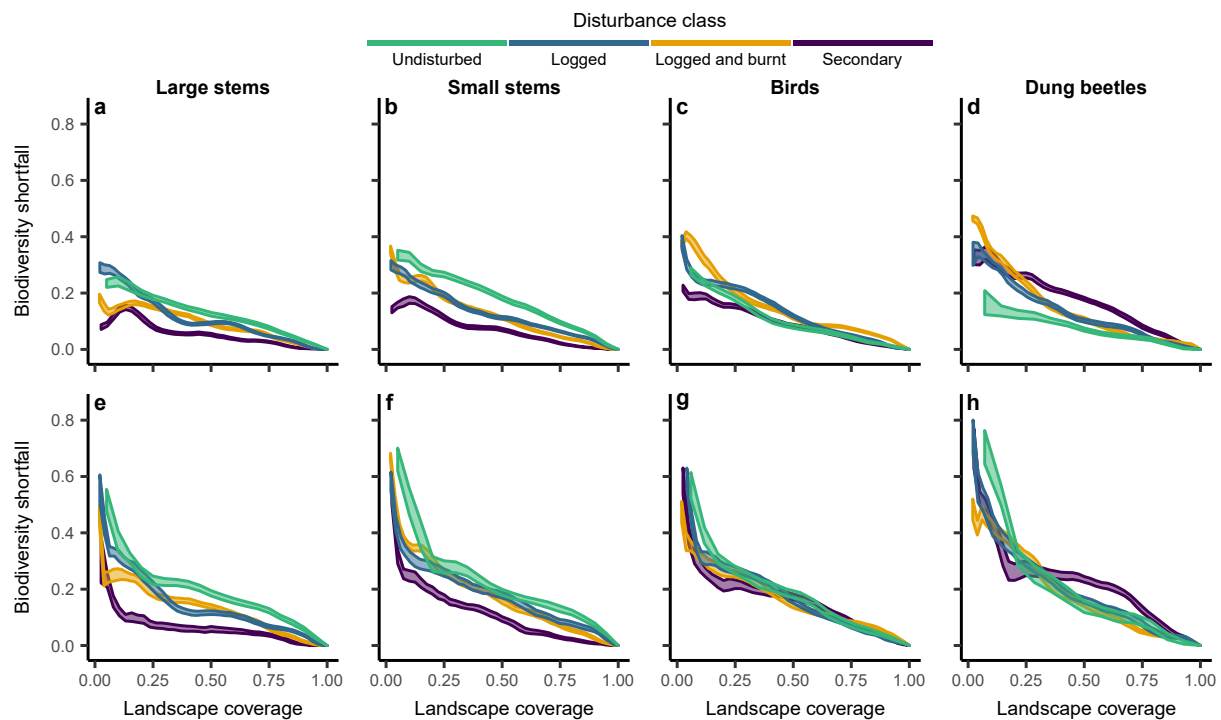 Disturbance class
Undisturbed Logged Logged and burnt Secondary
Large stems Small stems Birds Dung beetles
a b c d
Biodiversity shortfall
0.8
0.6
0.4
0.2
0.0
e f g h
Biodiversity shortfall
0.8
0.6
0.4
0.2
0.0
0.00 0.25 0.50 0.75 1.00 0.00 0.25 0.50 0.75 1.00 0.00 0.25 0.50 0.75 1.00 0.00 0.25 0.50 0.75 1.00
Landscape coverage Landscape coverage Landscape coverage Landscape coverage